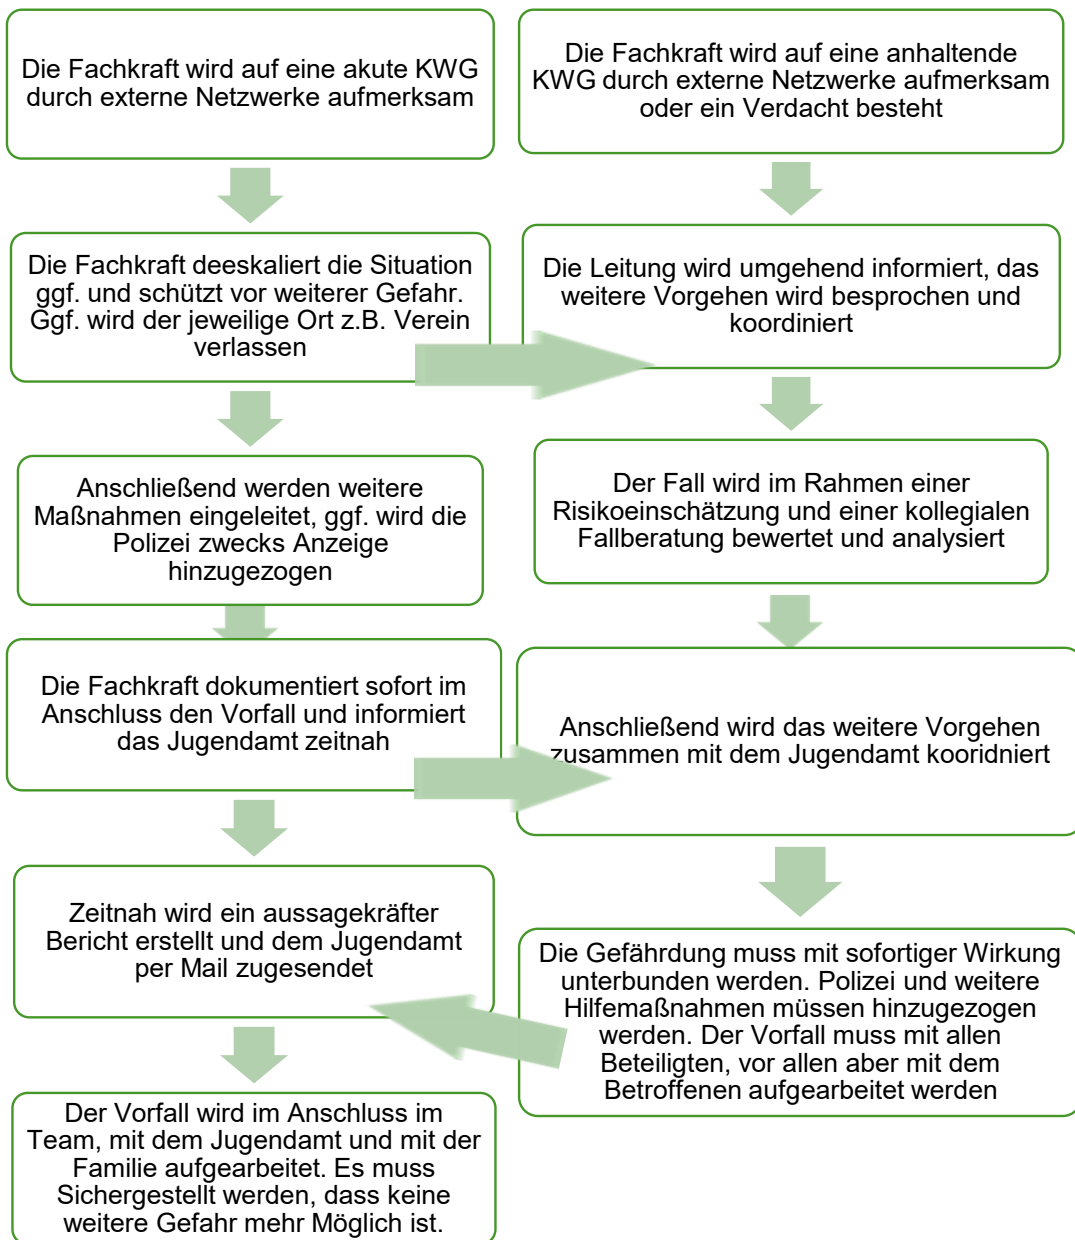 Die Fachkraft wird auf eine akute KWG
durch externe Netzwerke aufmerksam
Die Fachkraft deeskaliert die Situation
ggf. und schützt vor weiterer Gefahr.
Ggf. wird der jeweilige Ort z.B. Verein
verlassen
Anschließend werden weitere
Maßnahmen eingeleitet, ggf. wird die
Polizei zwecks Anzeige
hinzugezogen
Die Fachkraft dokumentiert sofort im
Anschluss den Vorfall und informiert
das Jugendamt zeitnah
Zeitnah wird ein aussagekräfter
Bericht erstellt und dem Jugendamt
per Mail zugesendet
Der Vorfall wird im Anschluss im
Team, mit dem Jugendamt und mit der
Familie aufgearbeitet. Es muss
Sichergestellt werden, dass keine
weitere Gefahr mehr Möglich ist.
Die Fachkraft wird auf eine anhaltende
KWG durch externe Netzwerke aufmerksam
oder ein Verdacht besteht
Die Leitung wird umgehend informiert, das
weitere Vorgehen wird besprochen und
koordiniert
Der Fall wird im Rahmen einer
Risikoeinschätzung und einer kollegialen
Fallberatung bewertet und analysiert
Anschließend wird das weitere Vorgehen
zusammen mit dem Jugendamt kooridniert
Die Gefährdung muss mit sofortiger Wirkung
unterbunden werden. Polizei und weitere
Hilfemaßnahmen müssen hinzugezogen
werden. Der Vorfall muss mit allen
Beteiligten, vor allen aber mit dem
Betroffenen aufgearbeitet werden